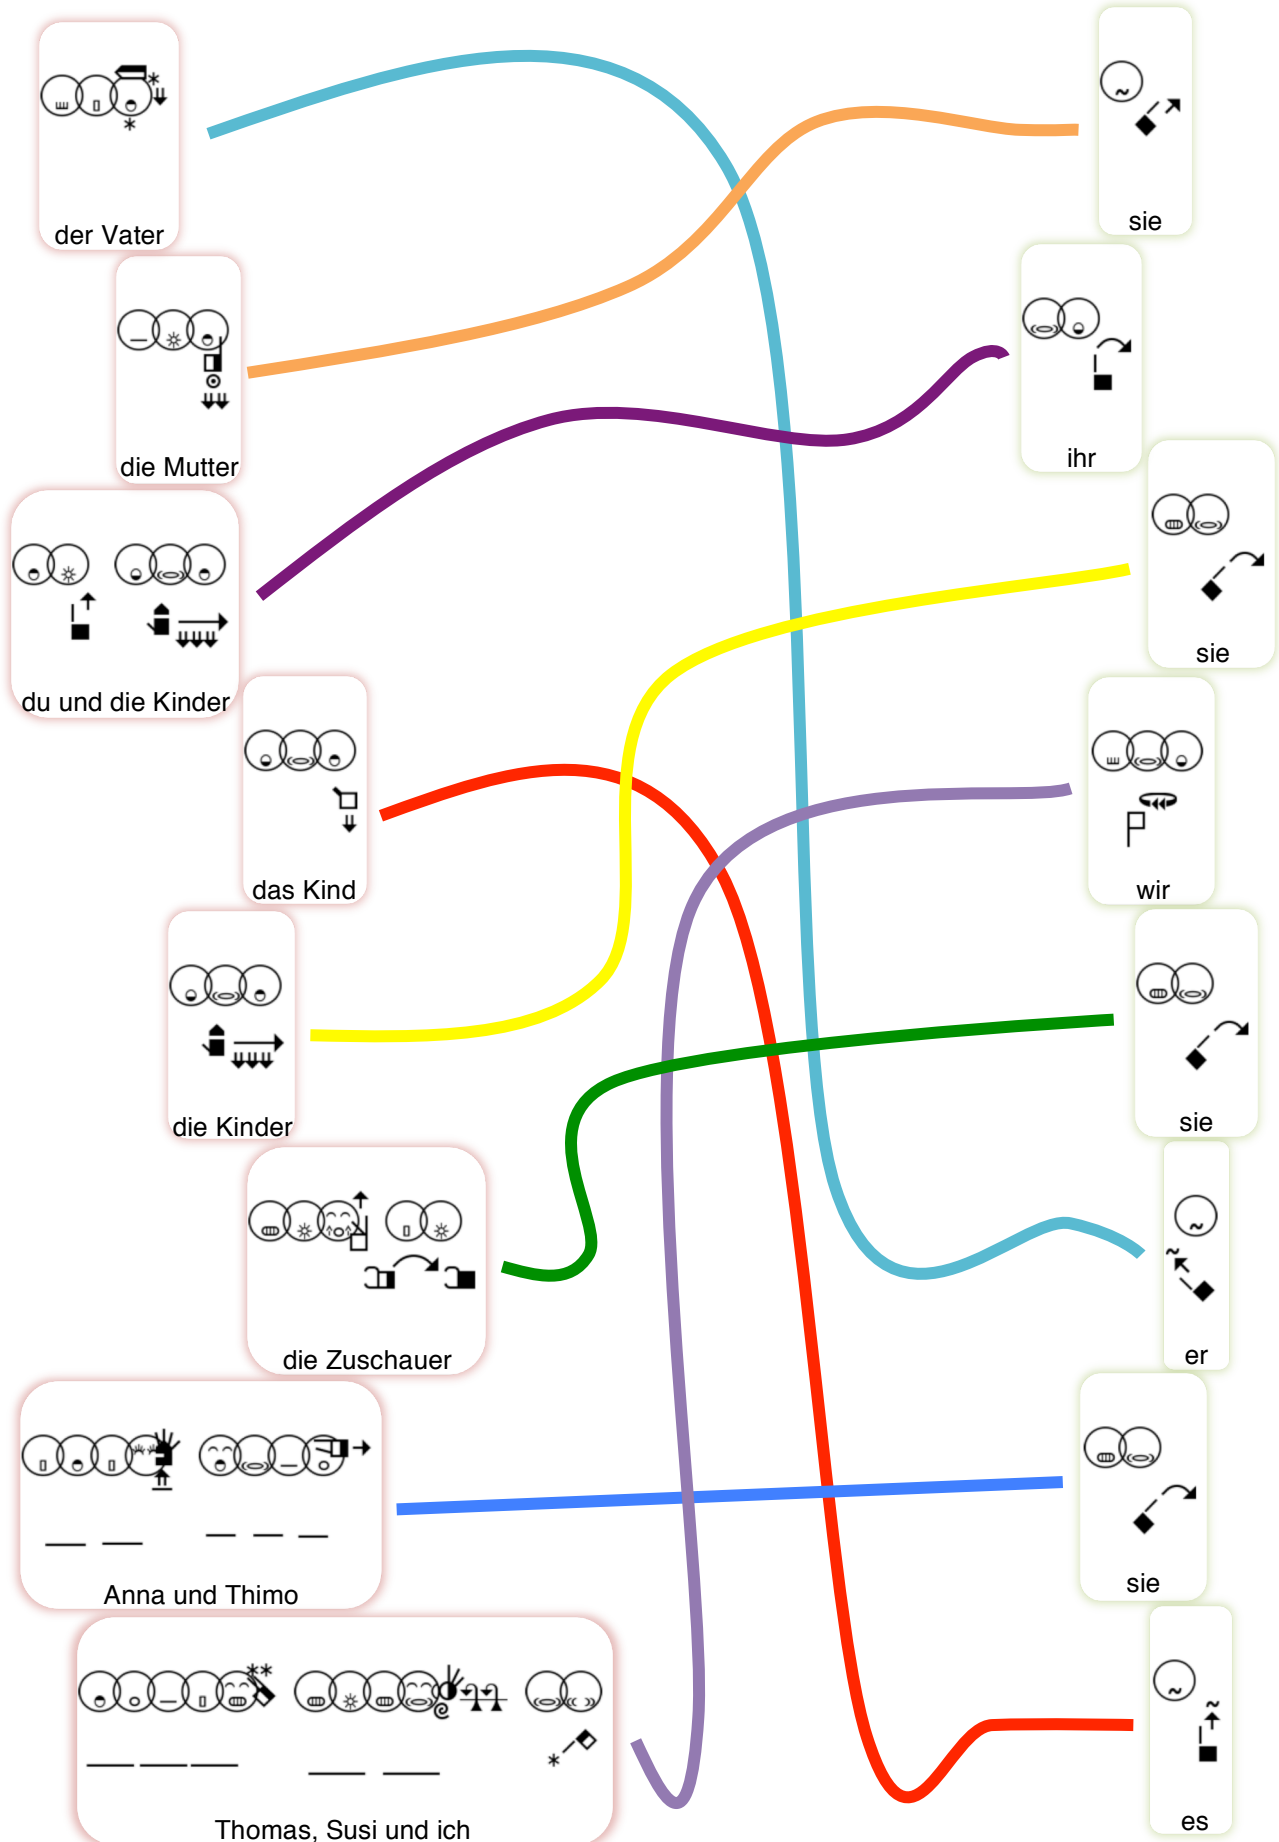 der Vater
sie
die Mutter
ihr
du und die Kinder
sie
das Kind
wir
die Kinder
sie
die Zuschauer
er
Anna und Thimo
sie
Thomas, Susi und ich
es